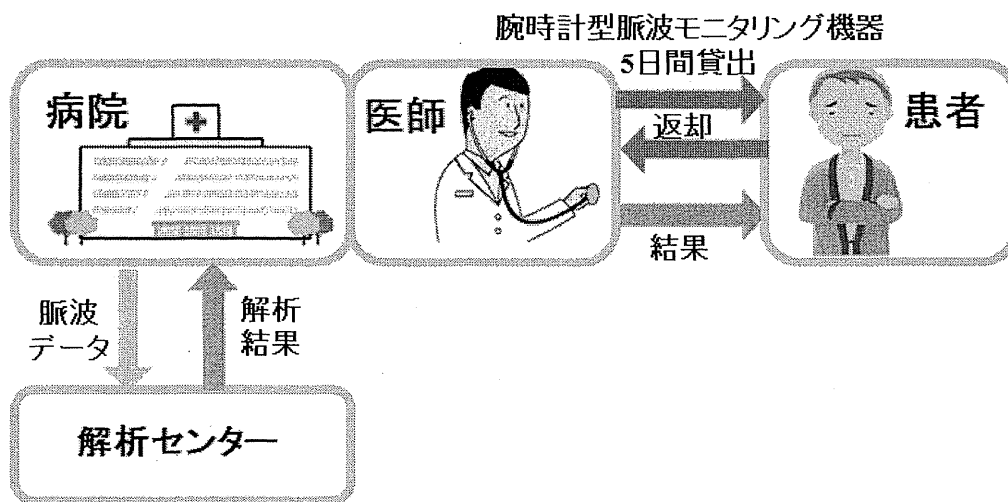 腕時計型脈波モニタリング機器
5日間貸出
病院
医師
返却
患者
結果
脈波
データ
解析
結果
解析センター